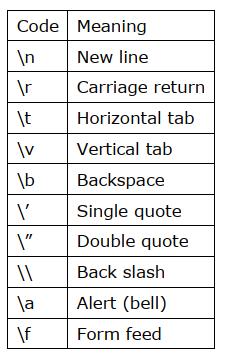 Code Meaning
\n New line
\r Carriage return
\t Horizontal tab
\v Vertical tab
\b Backspace
\’ Single quote
\” Double quote
\\ Back slash
\a Alert (bell)
\f Form feed